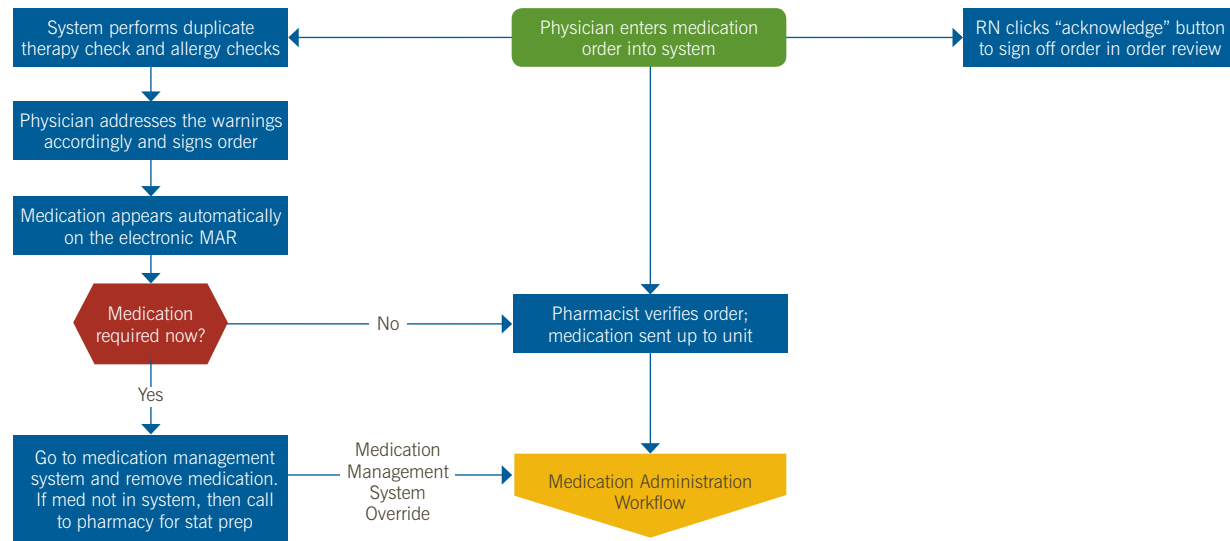 System performs duplicate
therapy check and allergy checks
Physician enters medication
order into system
RN clicks “acknowledge” button
to sign off order in order review
Physician addresses the warnings
accordingly and signs order
Medication appears automatically
on the electronic MAR
Medication
required now?
No
Pharmacist verifies order;
medication sent up to unit
Yes
Go to medication management
system and remove medication.
If med not in system, then call
to pharmacy for stat prep
Medication
Management
System
Override
Medication Administration
Workflow